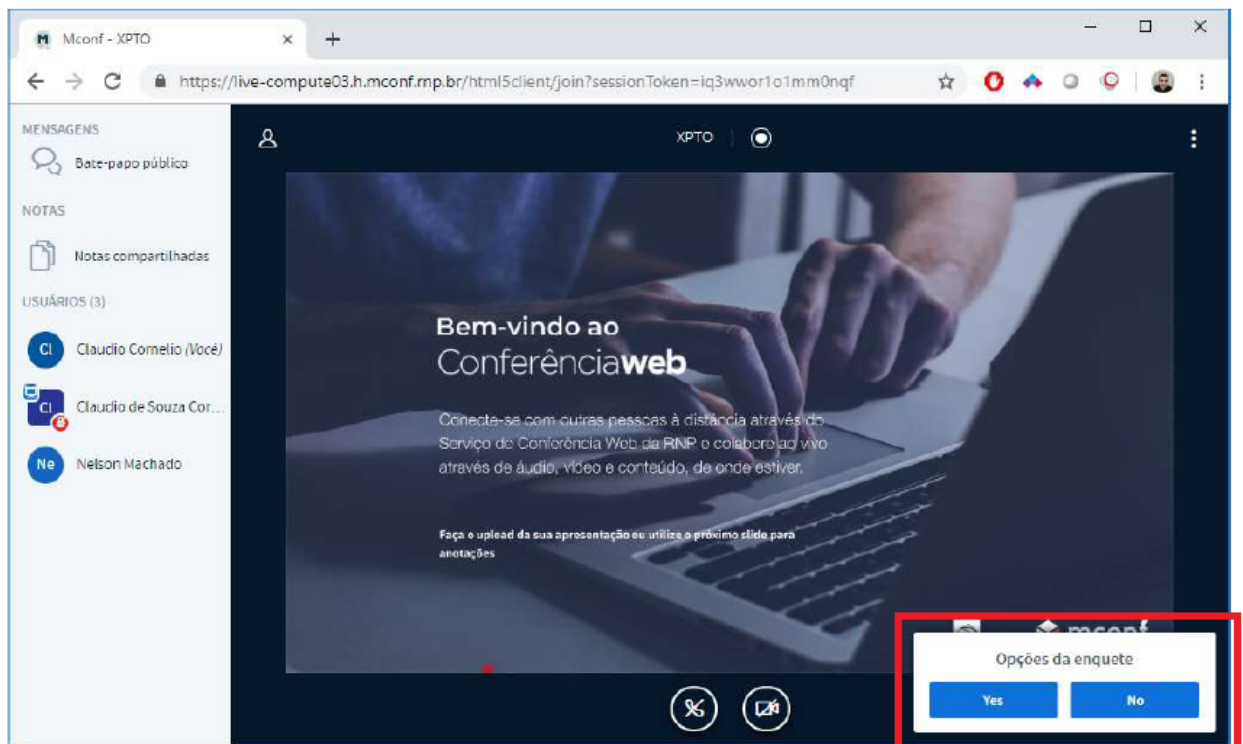 Mconf - XPTO
https://live-compute03.h.mconf.rnp.br/html5client/join?sessionToken=iq3wwor1o1mm0nqf
MENSAGENS
Bate-papo público
NOTAS
Notas compartilhadas
USUÁRIOS (3)
CL Claudio Cornelio (Você)
CL Claudio de Souza Cor...
Ne Nelson Machado
XPTO
Bem-vindo ao
Conferênciaweb
Conecte-se com outras pessoas à distância através do
Serviço de Conferência Web da RNP e colabore ao vivo
através de áudio, vídeo e conteúdo, de onde estiver.
Faça o upload da sua apresentação ou utilize o próximo slide para
anotações
mconf
Opções da enquete
Yes No